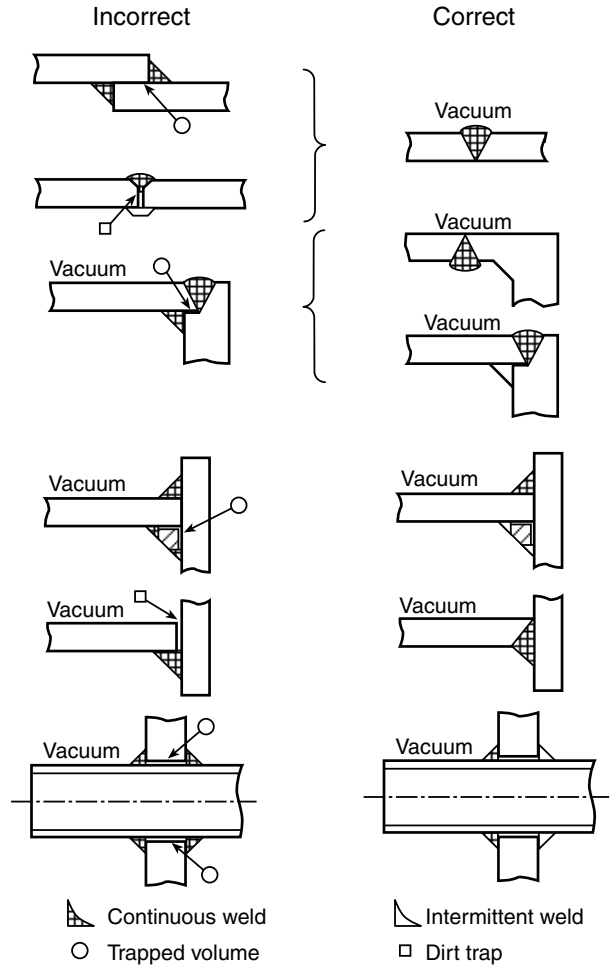 Incorrect
Correct
Vacuum
Vacuum
Vacuum
Vacuum
Vacuum
Vacuum
Vacuum
Vacuum
Vacuum
Vacuum
Continuous weld
Intermittent weld
Trapped volume
Dirt trap